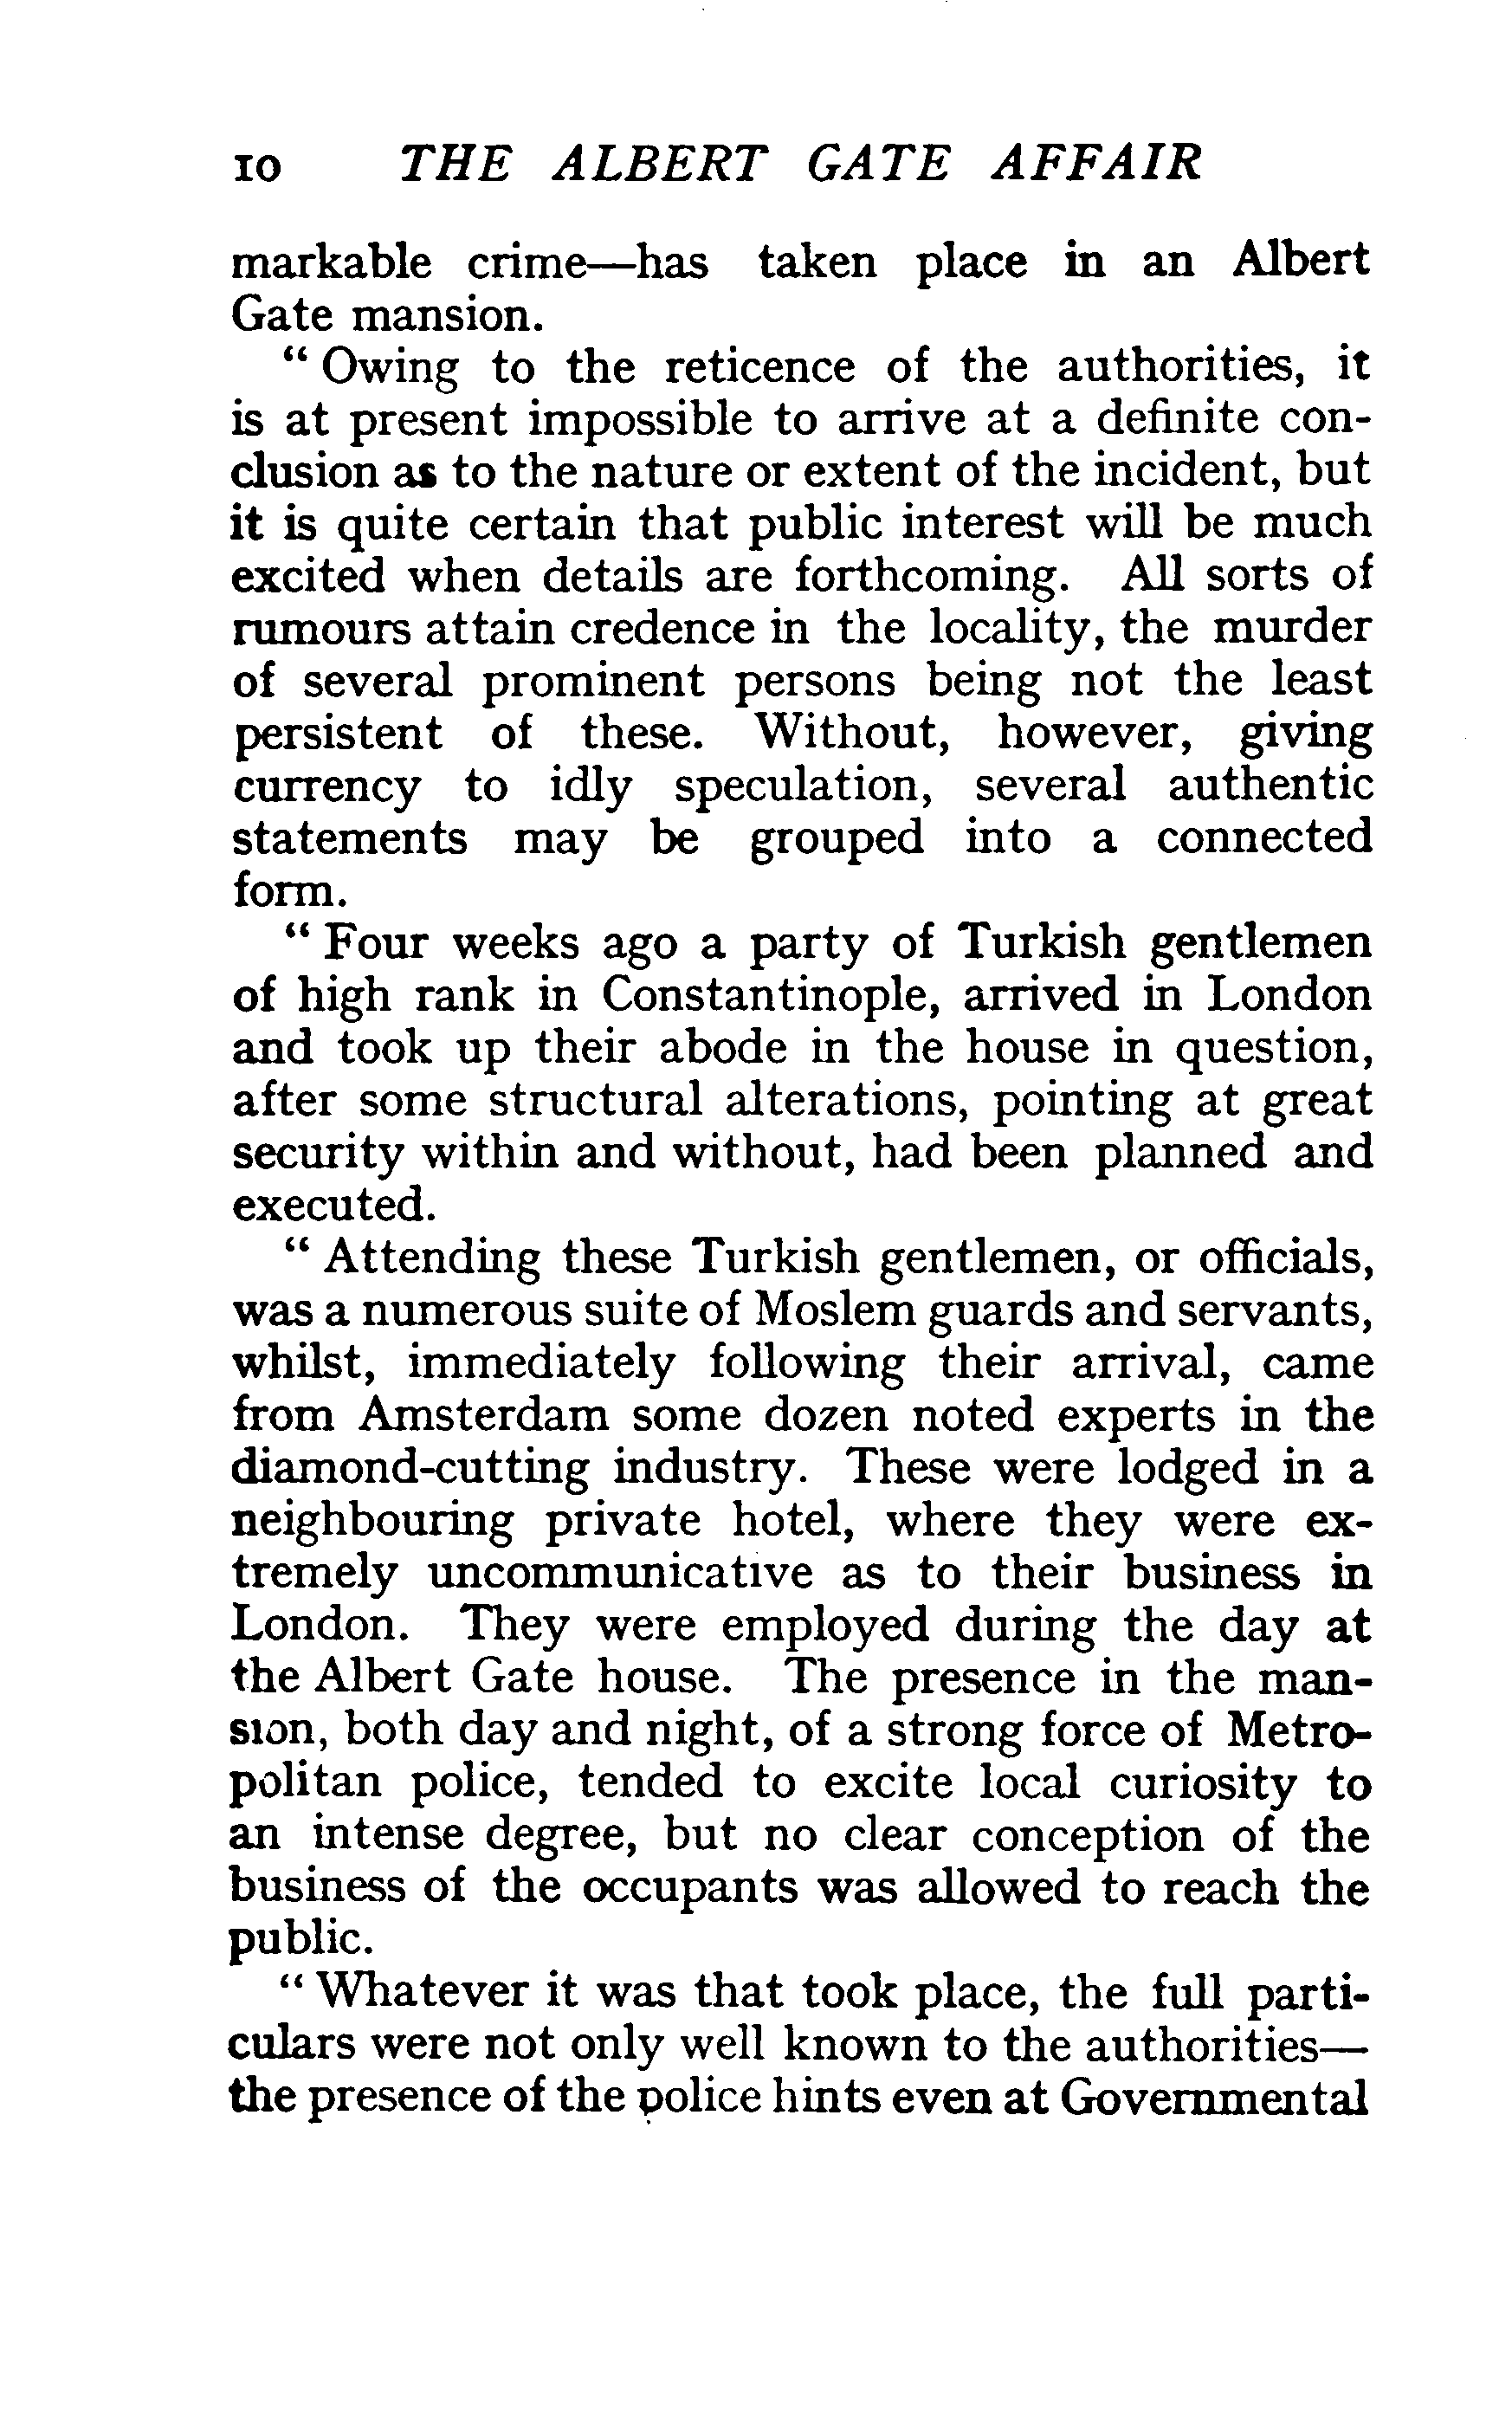 10 THE ALBERT GATE AFFAIR
markable crime—has taken place in an Albert
Gate mansion.
“ Owing to the reticence of the authorities, it
is at present impossible to arrive at a definite con-
clusion as to the nature or extent of the incident, but
it is quite certain that public interest will be much
excited when details are forthcoming. All sorts of
rumours attain credence in the locality, the murder
of several prominent persons being not the least
persistent of these. Without, however, giving
currency to idly speculation, several authentic
statements may be grouped into a connected
form.
“ Four weeks ago a party of Turkish gentlemen
of high rank in Constantinople, arrived in London
and took up their abode in the house in question,
after some structural alterations, pointing at great
security within and without, had been planned and
executed.
“ Attending these Turkish gentlemen, or officials,
was a numerous suite of Moslem guards and servants,
whilst, immediately following their arrival, came
from Amsterdam some dozen noted experts in the
diamond-cutting industry. These were lodged in a
neighbouring private hotel, where they were ex-
tremely uncommunicative as to their business in
London. They were employed during the day at
the Albert Gate house. The presence in the man-
sion, both day and night, of a strong force of Metro-
politan police, tended to excite local curiosity to
an intense degree, but no clear conception of the
business of the occupants was allowed to reach the
public.
“ Whatever it was that took place, the full parti-
culars were not only well known to the authorities—
the presence of the police hints even at Governmental